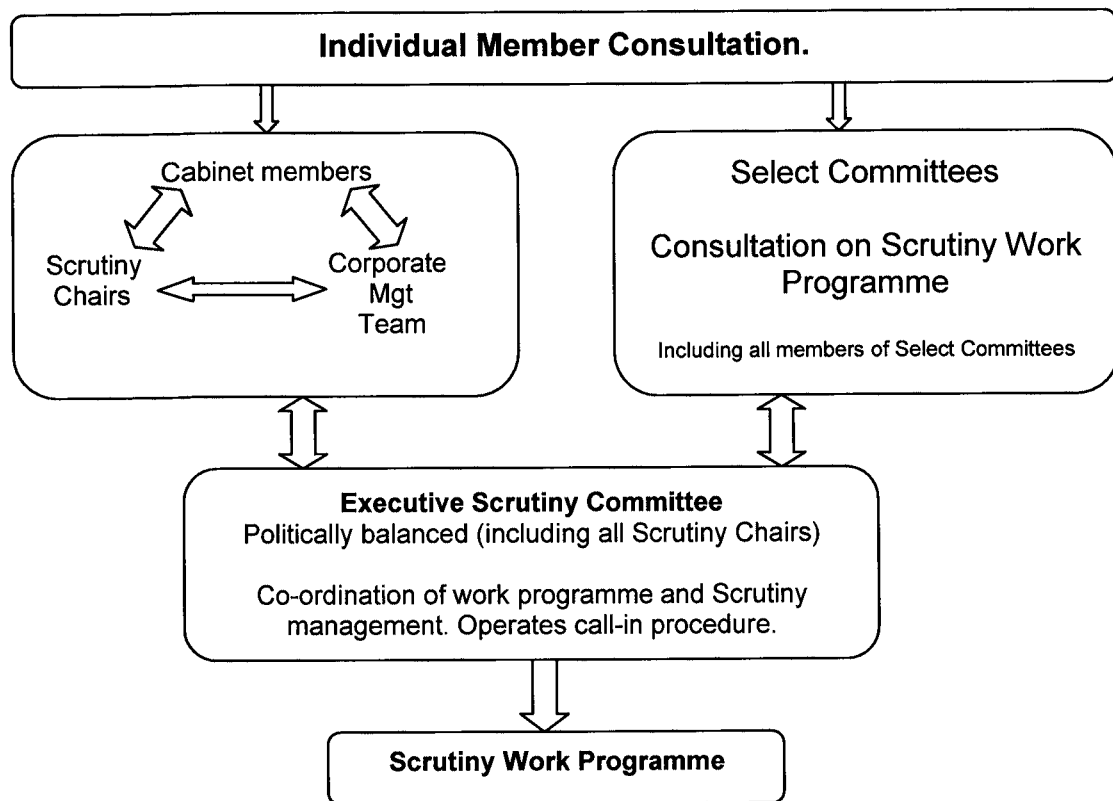 Individual Member Consultation.
Cabinet members
Scrutiny
Chairs
Corporate
Mgt
Team
Select Committees
Consultation on Scrutiny Work
Programme
Including all members of Select Committees
Executive Scrutiny Committee
Politically balanced (including all Scrutiny Chairs)
Co-ordination of work programme and Scrutiny
management. Operates call-in procedure.
Scrutiny Work Programme